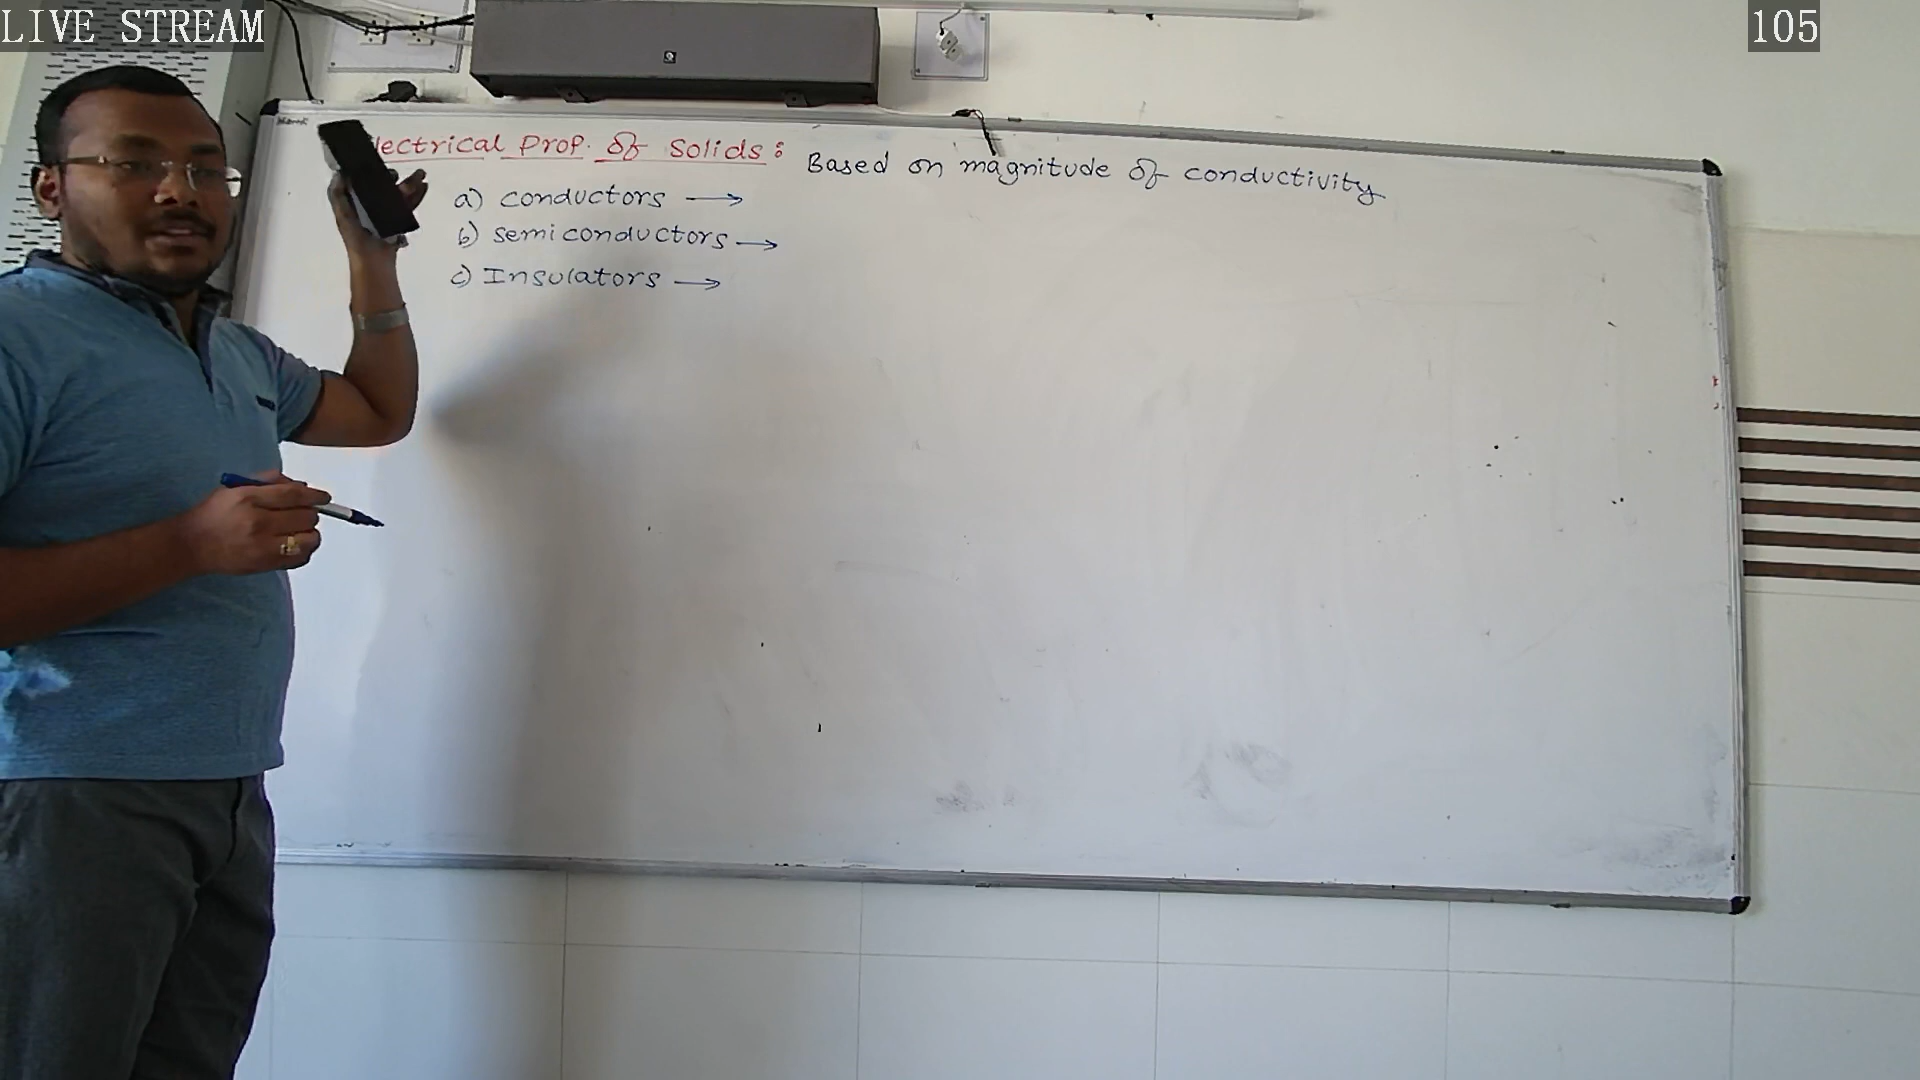 LIVE STREAM
105
lectrical Prop. of Solids : Based on magnitude of conductivity
a) conductors →
b) semiconductors →
c) Insulators →